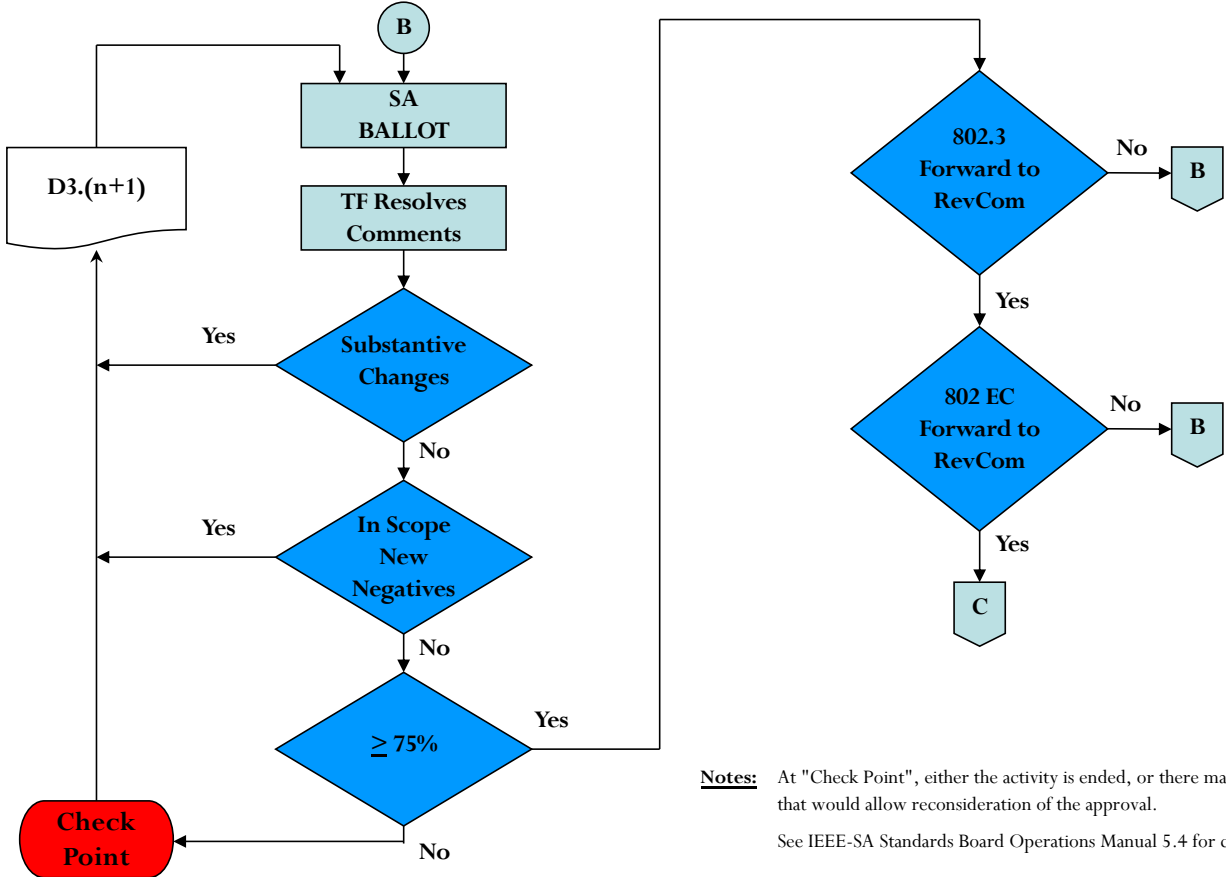 B
SA
BALLOT
D3.(n+1)
TF Resolves
Comments
Yes
Substantive
Changes
No
Yes
In Scope
New
Negatives
No
≥ 75%
Yes
Check
Point
No
802.3
Forward to
RevCom
No
B
Yes
802 EC
Forward to
RevCom
No
B
Yes
C
Notes: At "Check Point", either the activity is ended, or there
that would allow reconsideration of the approval.
See IEEE-SA Standards Board Operations Manual 5.4 for